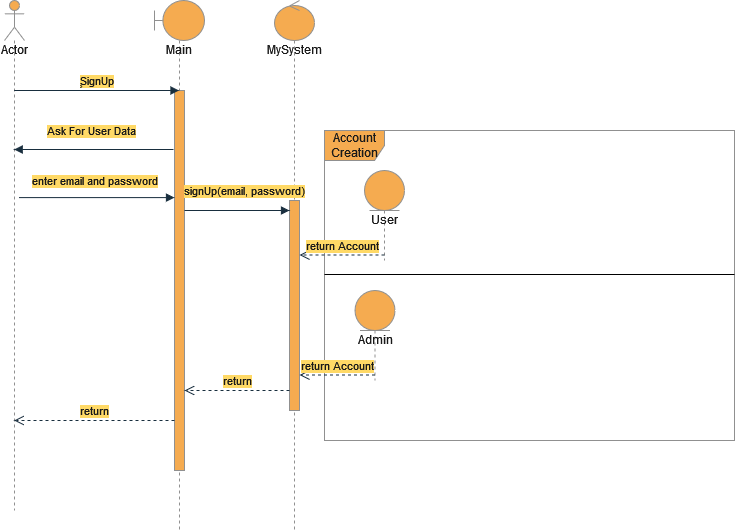 Actor
Main
MySystem
SignUp
Ask For User Data
enter email and password
signUp(email, password)
Account
Creation
User
return Account
Admin
return Account
return
return